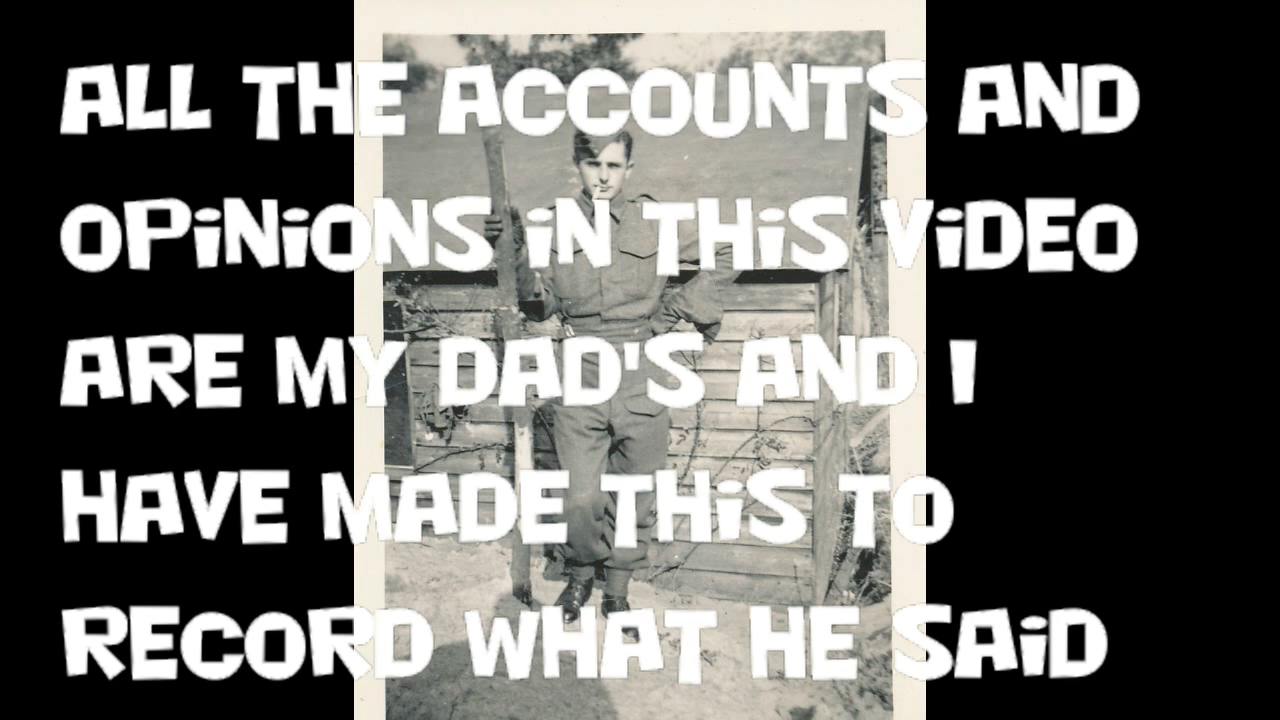 ALL THE ACCOUNTS AND
OPiNiONS iN THiS ViDEO
ARE MY DAD'S AND I
HAVE MADE THiS TO
RECORD WHAT HE SAiD